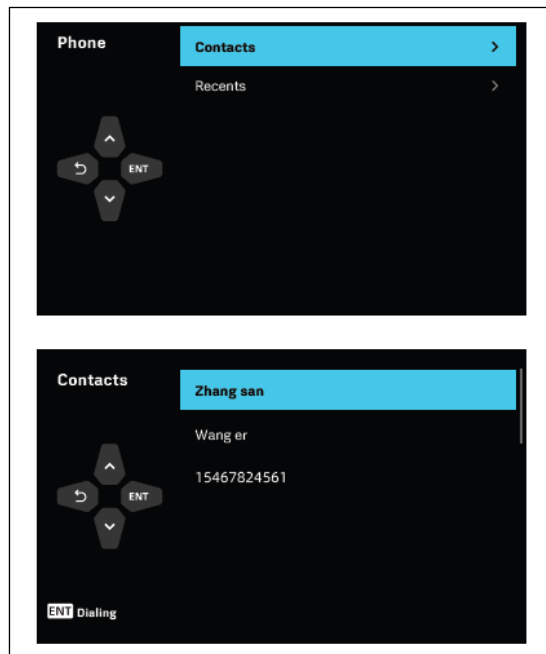 Phone
Contacts >
Recents >
ENT
Contacts
Zhang san
Wang er
15467824561
ENT
ENT Dialing